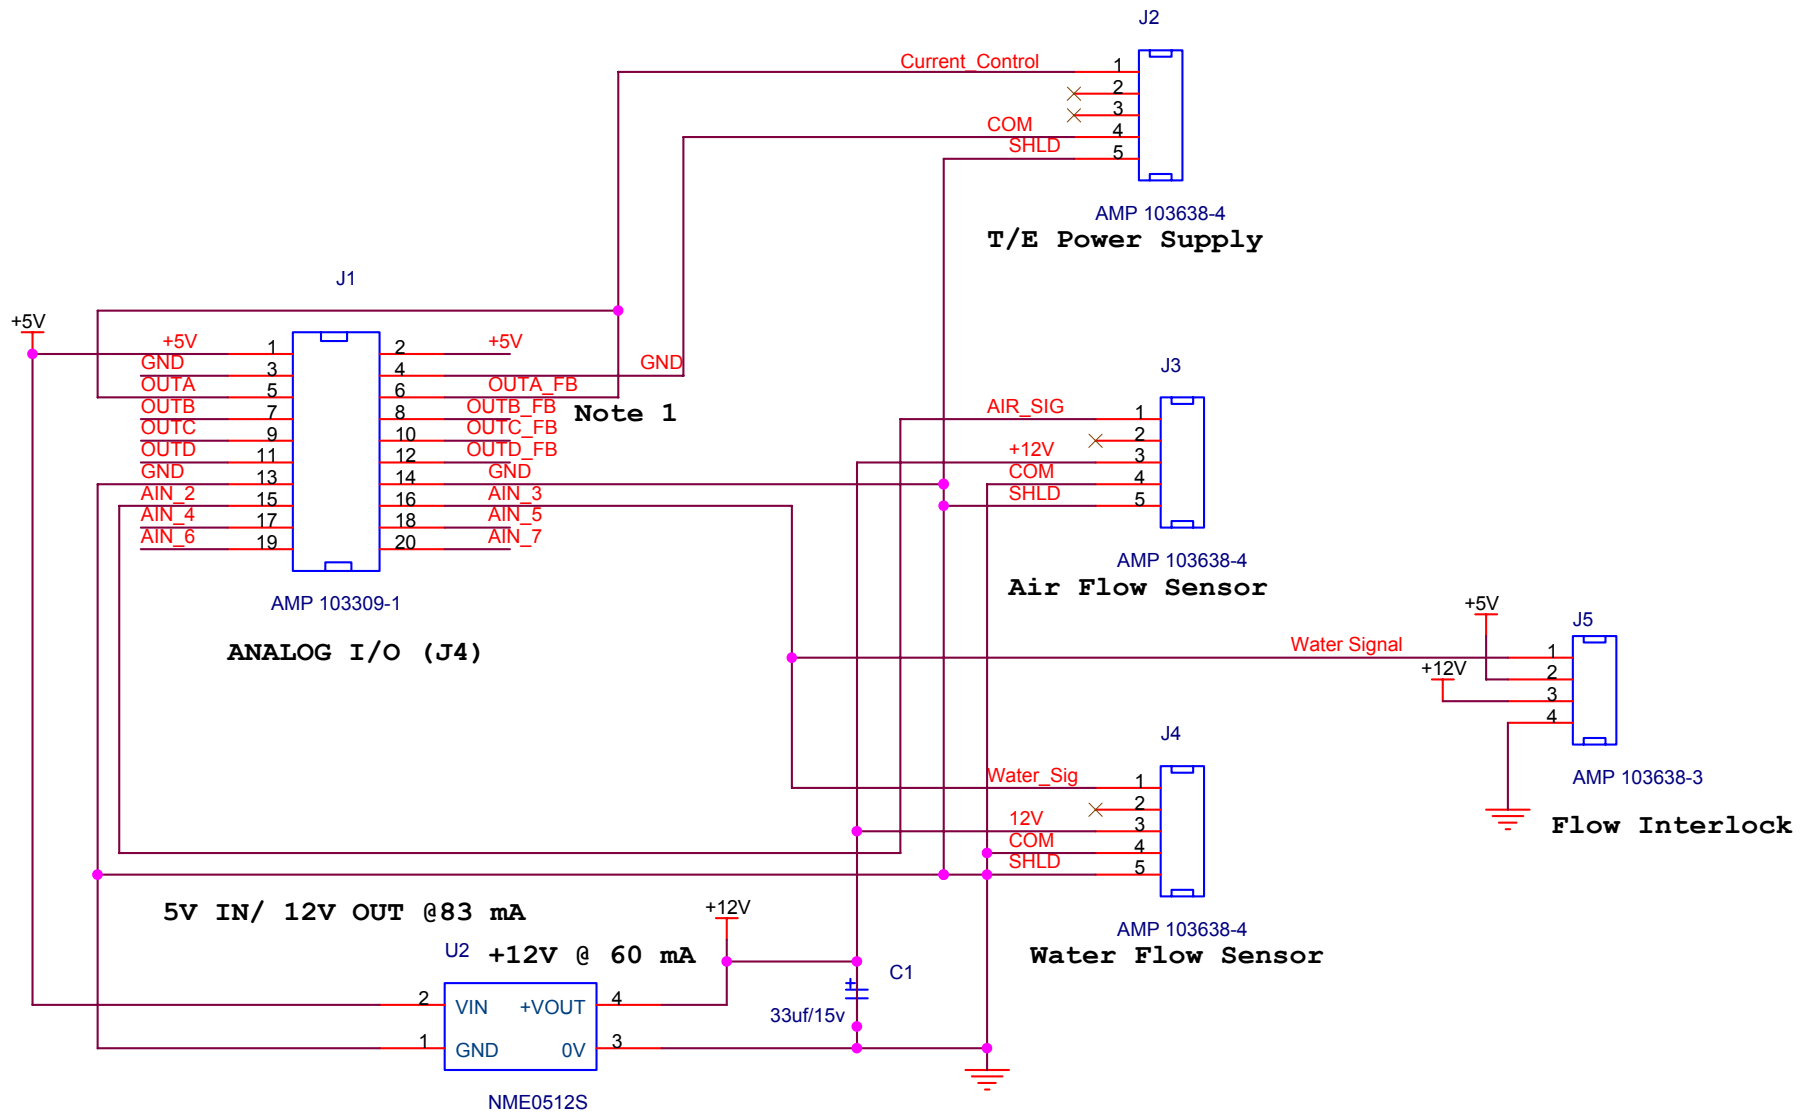 J2
Current_Control 1
2
3
COM 4
SHLD 5
AMP 103638-4
T/E Power Supply
J1
+5V
+5V 1 2 +5V
GND 3 4 GND
OUTA 5 6 OUTA_FB
OUTB 7 8 OUTB_FB
Note 1
OUTC 9 10 OUTC_FB
OUTD 11 12 OUTD_FB
GND 13 14 GND
AIN_2 15 16 AIN_3
AIN_4 17 18 AIN_5
AIN_6 19 20 AIN_7
AMP 103309-1
ANALOG I/O (J4)
J3
AIR_SIG 1
2
+12V 3
COM 4
SHLD 5
AMP 103638-4
Air Flow Sensor
+5V
J5
Water Signal 1
2
+12V
3
4
AMP 103638-3
Flow Interlock
J4
Water_Sig 1
2
12V 3
COM 4
SHLD 5
AMP 103638-4
Water Flow Sensor
5V IN/ 12V OUT @83 mA
+12V
U2 +12V @ 60 mA
C1
+
33uf/15v
2 VIN +VOUT 4
1 GND 0V 3
NME0512S